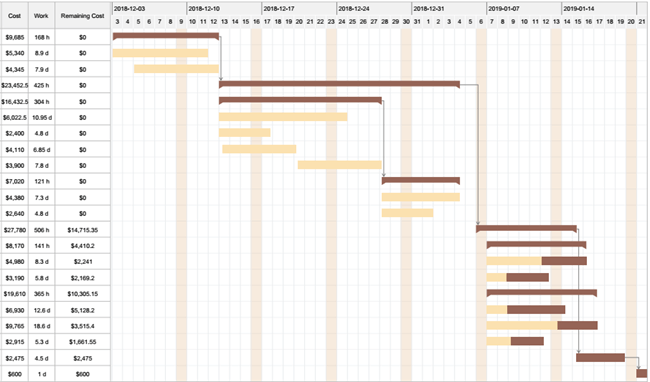 Cost Work Remaining Cost 2018-12-03 2018-12-10 2018-12-17 2018-12-24 2018-12-31 2019-01-07 2019-01-14
3 4 5 6 7 8 9 10 11 12 13 14 15 16 17 18 19 20 21 22 23 24 25 26 27 28 29 30 31 1 2 3 4 5 6 7 8 9 10 11 12 13 14 15 16 17 18 19 20 21
$9,685 168 h $0
$5,340 8.9 d $0
$4,345 7.9 d $0
$23,452.5 425 h $0
$16,432.5 304 h $0
$6,022.5 10.95 d $0
$2,400 4.8 d $0
$4,110 6.85 d $0
$3,900 7.8 d $0
$7,020 121 h $0
$4,380 7.3 d $0
$2,640 4.8 d $0
$27,780 506 h $14,715.35
$8,170 141 h $4,410.2
$4,980 8.3 d $2,241
$3,190 5.8 d $2,169.2
$19,610 365 h $10,305.15
$6,930 12.6 d $5,128.2
$9,765 18.6 d $3,515.4
$2,915 5.3 d $1,661.55
$2,475 4.5 d $2,475
$600 1 d $600